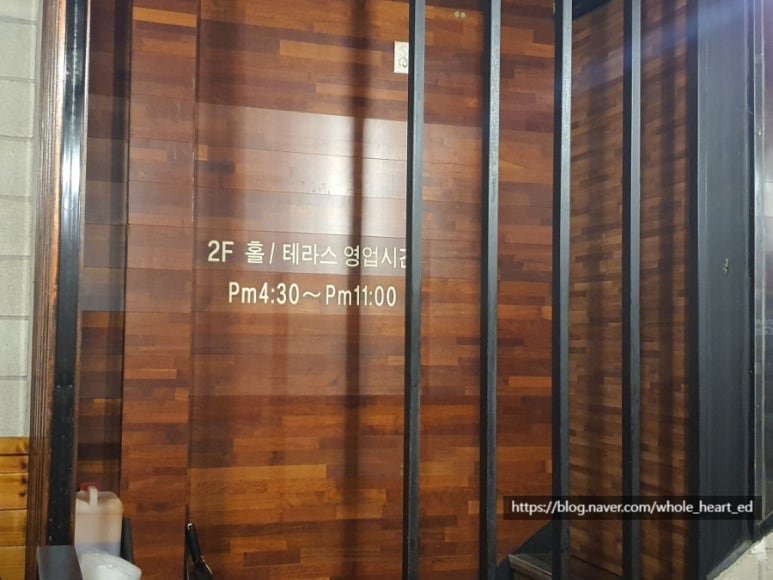 2F 홀 / 테라스 영업시간
Pm4:30~Pm11:00
https://blog.naver.com/whole_heart_ed